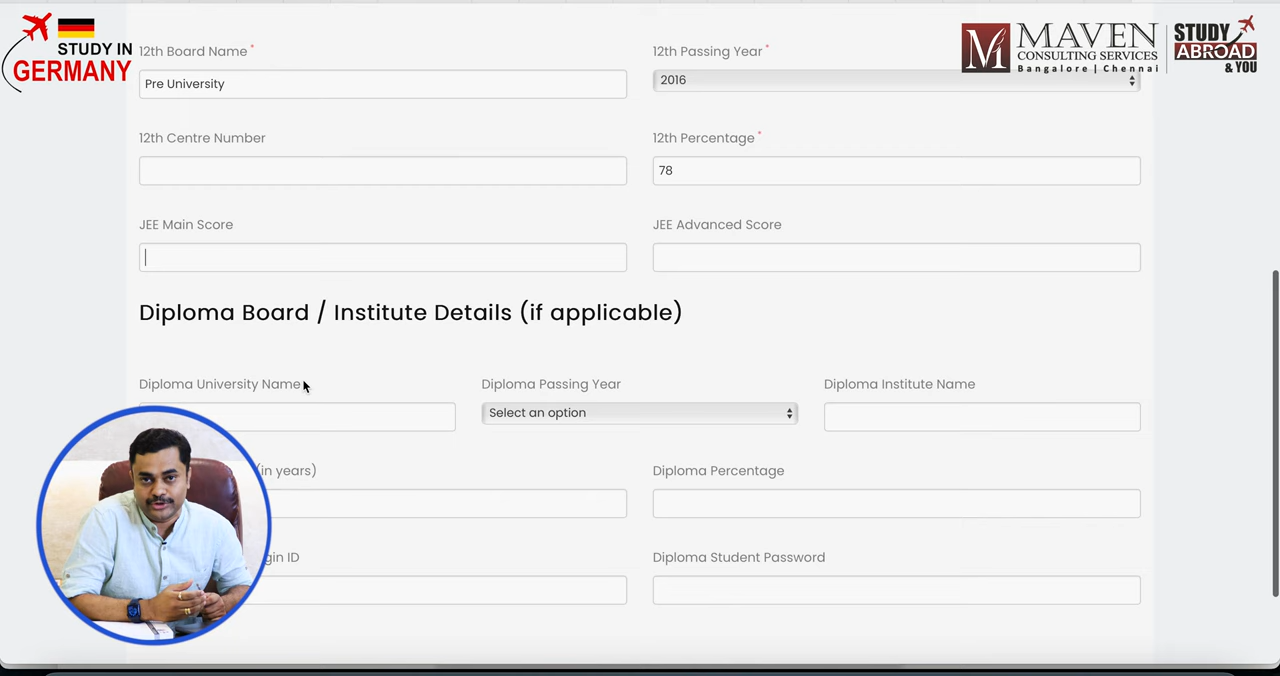 STUDY IN
GERMANY
MAVEN
CONSULTING SERVICES
Bangalore | Chennai
STUDY
ABROAD
& YOU
12th Board Name *
12th Passing Year *
Pre University
2016
12th Centre Number
12th Percentage *
78
JEE Main Score
JEE Advanced Score
Diploma Board / Institute Details (if applicable)
Diploma University Name
Diploma Passing Year
Diploma Institute Name
Select an option
(in years)
Diploma Percentage
ID
Diploma Student Password